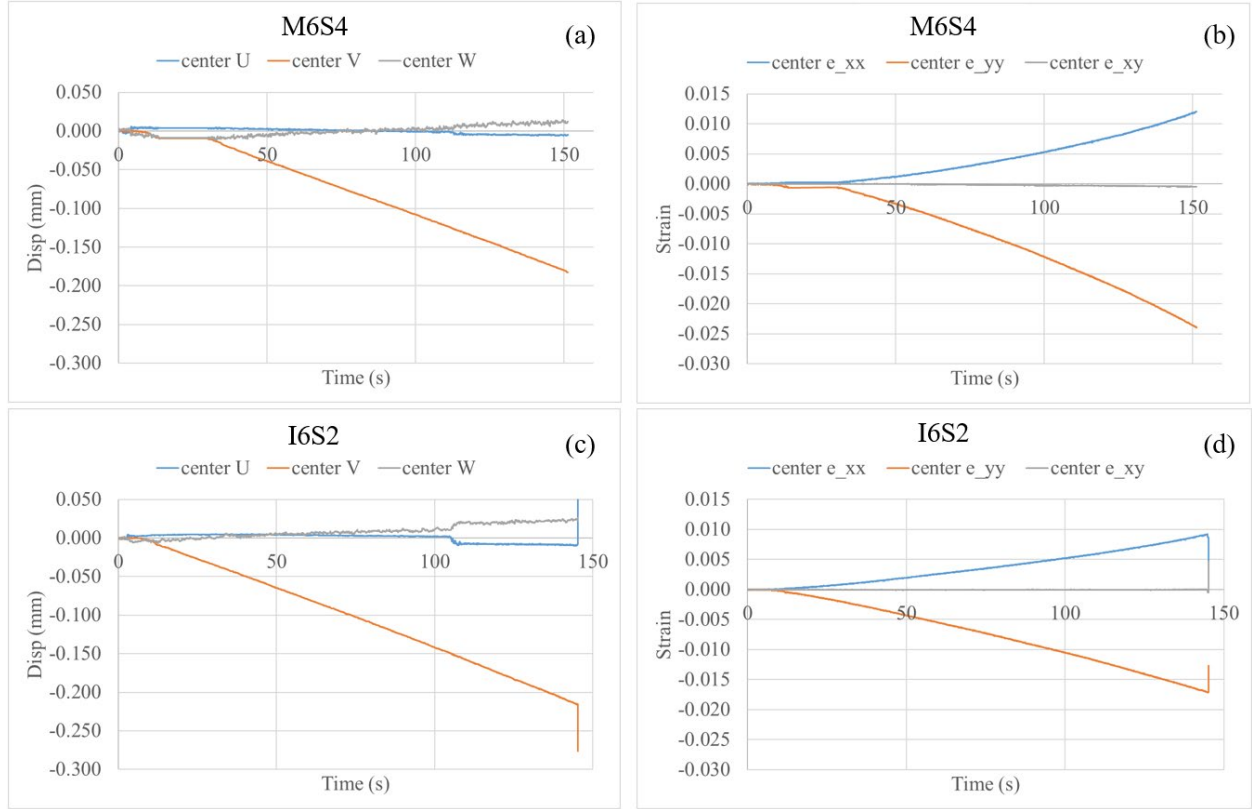 M6S4
(a)
center U center V center W
0.050
0.000
-0.050
-0.100
-0.150
-0.200
-0.250
-0.300
0 50 100 150
Disp (mm)
Time (s)
M6S4
(b)
center e_xx center e_yy center e_xy
0.015
0.010
0.005
0.000
-0.005
-0.010
-0.015
-0.020
-0.025
-0.030
0 50 100 150
Strain
Time (s)
I6S2
(c)
center U center V center W
0.050
0.000
-0.050
-0.100
-0.150
-0.200
-0.250
-0.300
0 50 100 150
Disp (mm)
Time (s)
I6S2
(d)
center e_xx center e_yy center e_xy
0.015
0.010
0.005
0.000
-0.005
-0.010
-0.015
-0.020
-0.025
-0.030
0 50 100 150
Strain
Time (s)